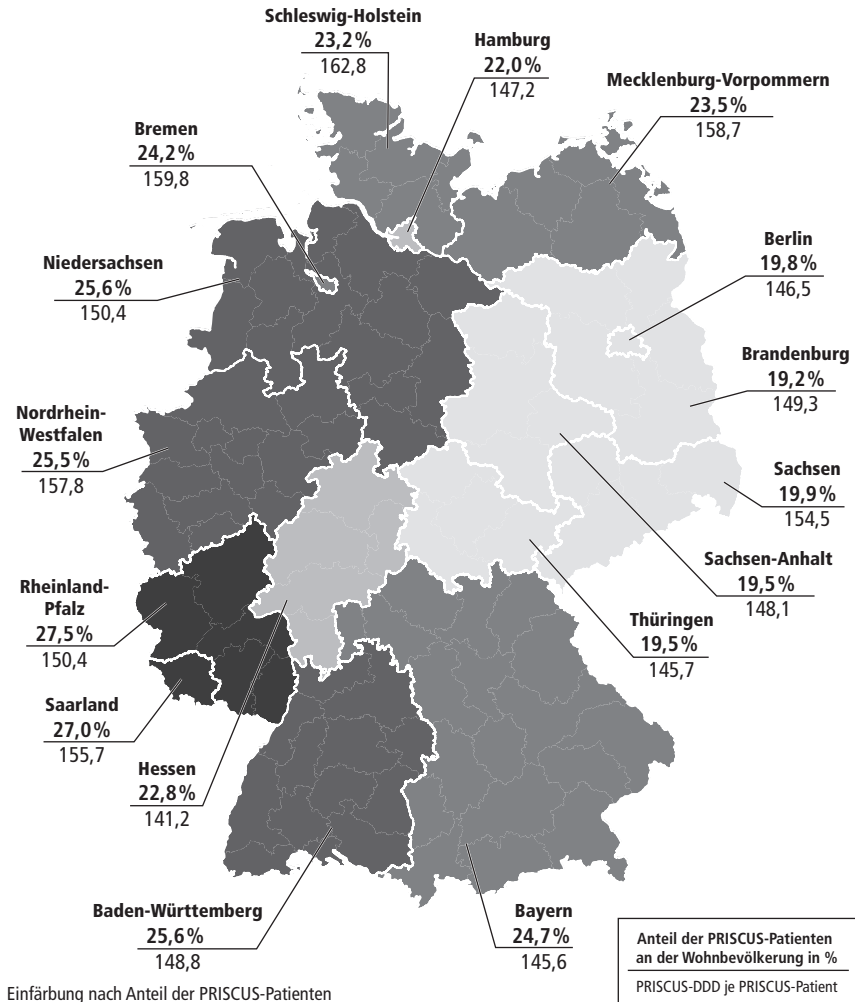 Schleswig-Holstein
23,2%
162,8
Hamburg
22,0%
147,2
Mecklenburg-Vorpommern
23,5%
158,7
Bremen
24,2%
159,8
Berlin
19,8%
146,5
Niedersachsen
25,6%
150,4
Brandenburg
19,2%
149,3
Nordrhein-
Westfalen
25,5%
157,8
Sachsen
19,9%
154,5
Sachsen-Anhalt
19,5%
148,1
Rheinland-
Pfalz
27,5%
150,4
Thüringen
19,5%
145,7
Saarland
27,0%
155,7
Hessen
22,8%
141,2
Baden-Württemberg
25,6%
148,8
Bayern
24,7%
145,6
Anteil der PRISCUS-Patienten
an der Wohnbevölkerung in %
PRISCUS-DDD je PRISCUS-Patient
Einfärbung nach Anteil der PRISCUS-Patienten